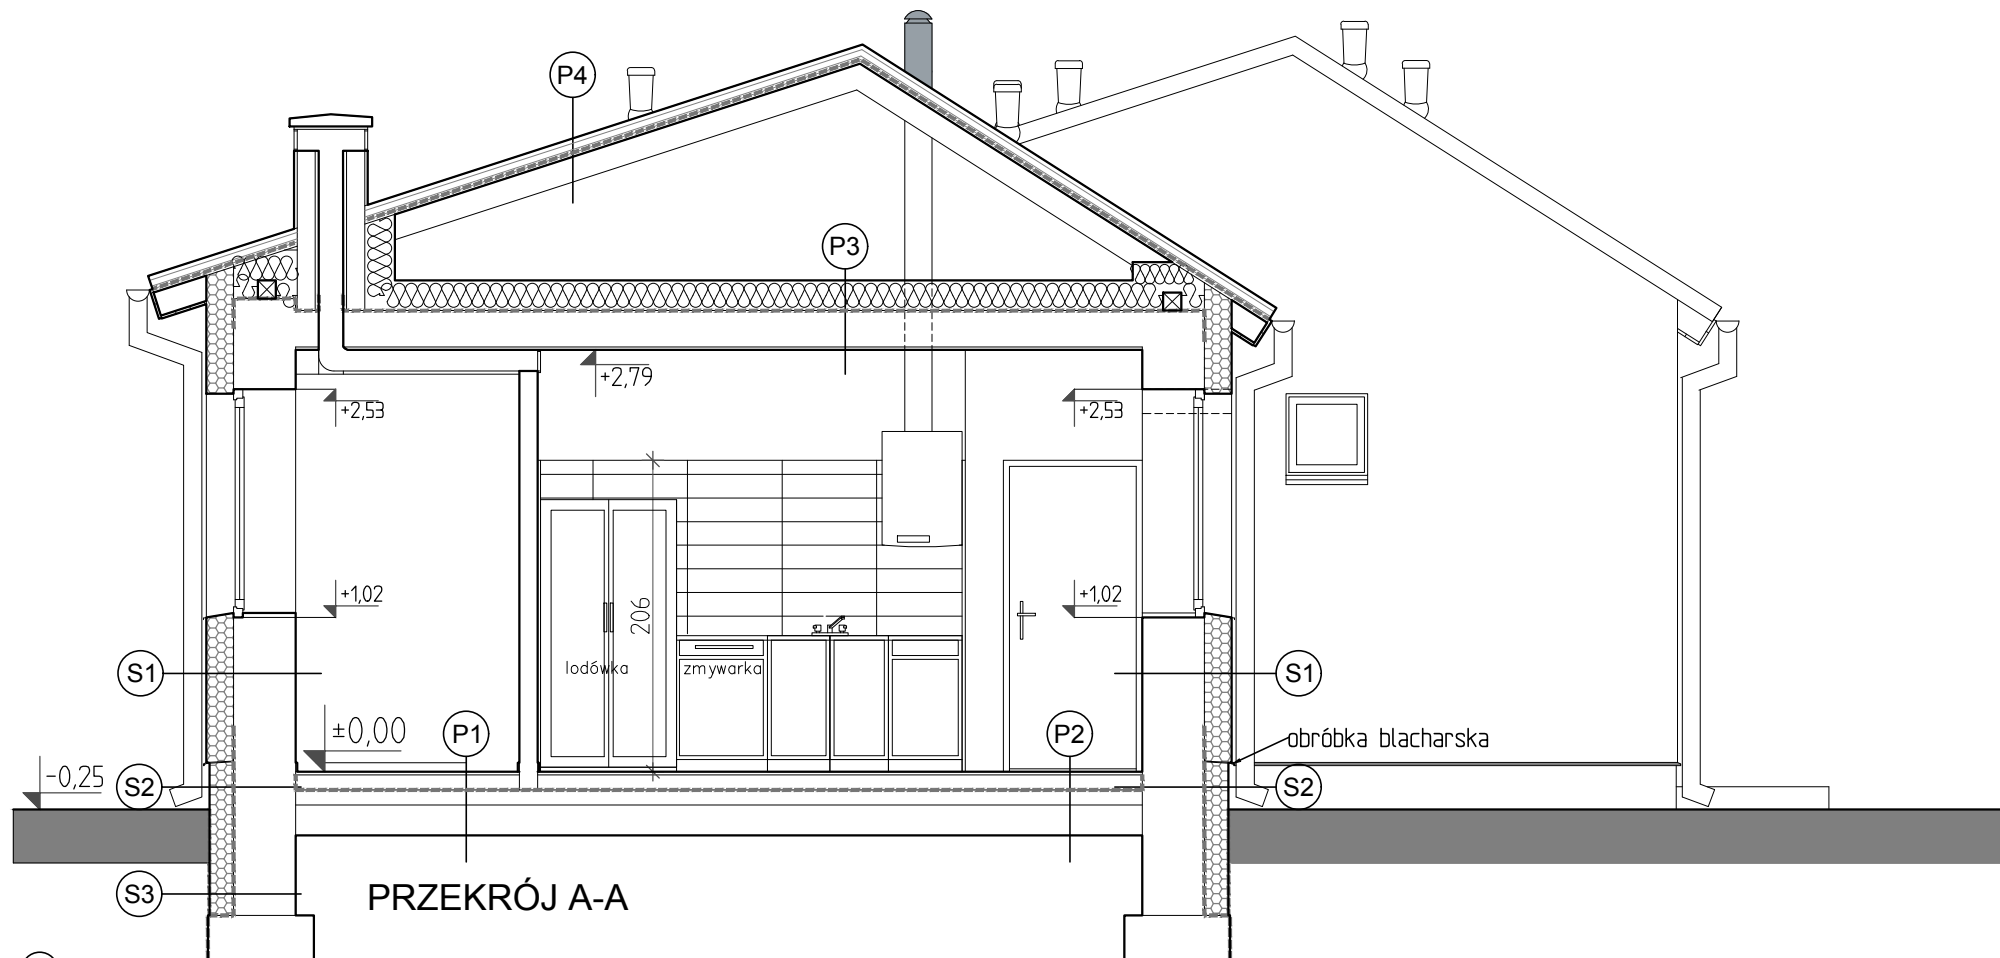 P4
P3
+2,79
+2,53
+2,53
+1,02
+1,02
206
lodówka
zmywarka
S1
S1
±0,00
P1
P2
obróbka blacharska
-0,25
S2
S2
S3
PRZEKRÓJ A-A